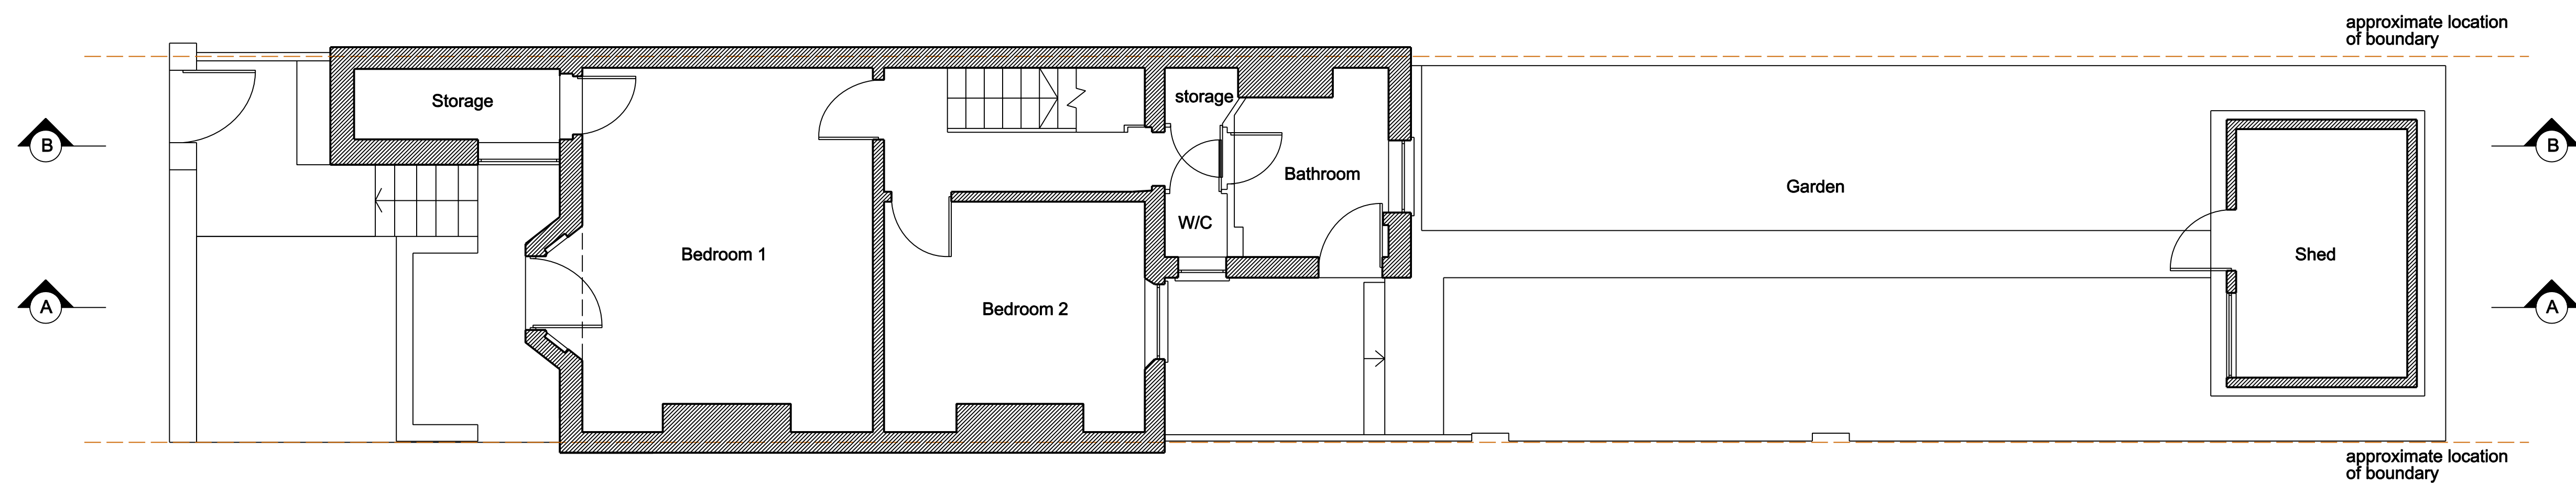 approximate location
of boundary
Storage
storage
B
Bathroom
B
Garden
W/C
Bedroom 1
Shed
A
Bedroom 2
A
approximate location
of boundary